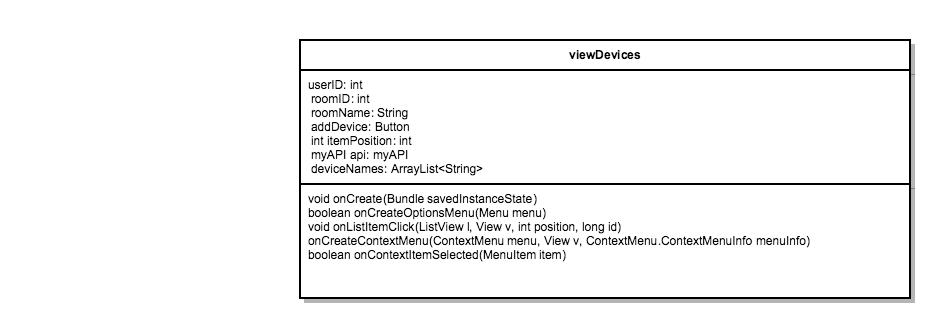 viewDevices
userID: int
roomID: int
roomName: String
addDevice: Button
int itemPosition: int
myAPI api: myAPI
deviceNames: ArrayList<String>
void onCreate(Bundle savedInstanceState)
boolean onCreateOptionsMenu(Menu menu)
void onListItemClick(ListView l, View v, int position, long id)
onCreateContextMenu(ContextMenu menu, View v, ContextMenu.ContextMenuInfo menuInfo)
boolean onContextItemSelected(MenuItem item)